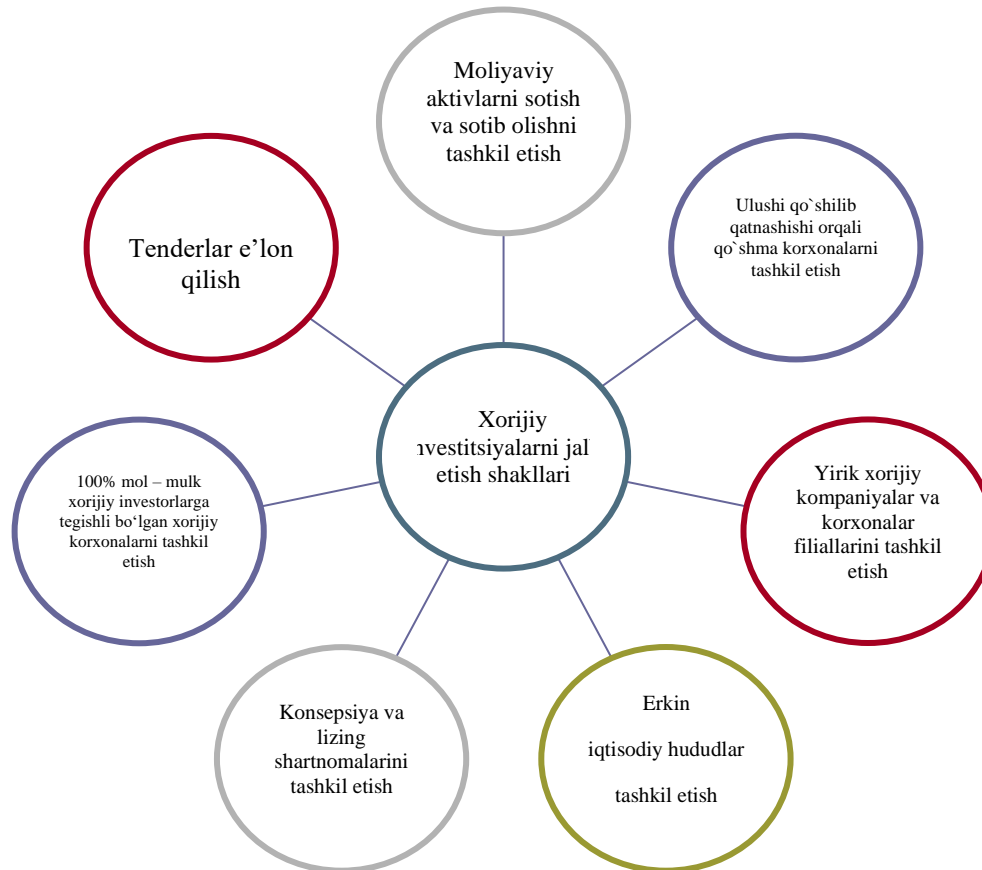 Moliyaviy
aktivlarni sotish
va sotib olishni
tashkil etish
Ulushi qo`shilib
qatnashishi orqali
qo`shma korxonalarni
tashkil etish
Tenderlar e’lon
qilish
Xorijiy
nvestitsiyalarni jal
etish shakllari
100% mol – mulk
xorijiy investorlarga
tegishli bo‘lgan xorijiy
korxonalarni tashkil
etish
Yirik xorijiy
kompaniyalar va
korxonalar
filiallarini tashkil
etish
Konsepsiya va
lizing
shartnomalarini
tashkil etish
Erkin
iqtisodiy hududlar
tashkil etish